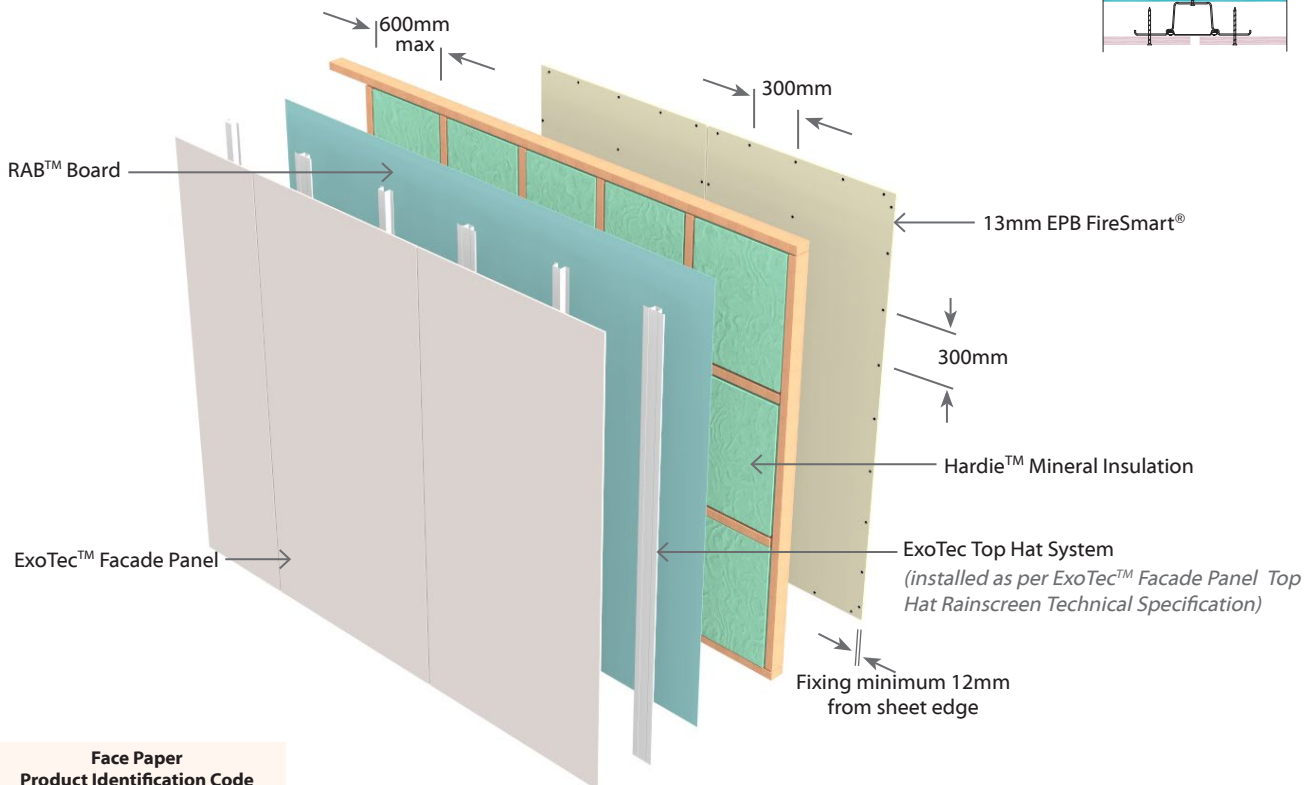 600mm
max
300mm
RAB™ Board
13mm EPB FireSmart®
300mm
Hardie™ Mineral Insulation
ExoTec™ Facade Panel
ExoTec Top Hat System
(installed as per ExoTec™ Facade Panel Top
Hat Rainscreen Technical Specification)
Fixing minimum 12mm
from sheet edge
Face Paper
Product Identification Code